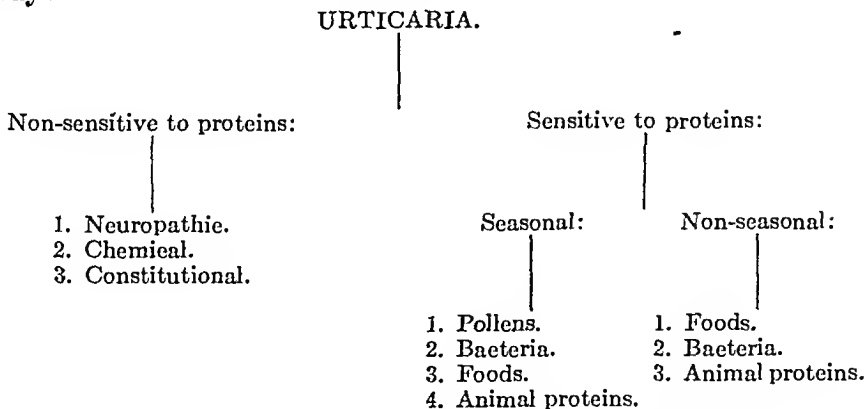 URTICARIA.
Non-sensitive to proteins:
1. Neuropathic.
2. Chemical.
3. Constitutional.
Sensitive to proteins:
Seasonal:
1. Pollens.
2. Bacteria.
3. Foods.
4. Animal proteins.
Non-seasonal:
1. Foods.
2. Bacteria.
3. Animal proteins.